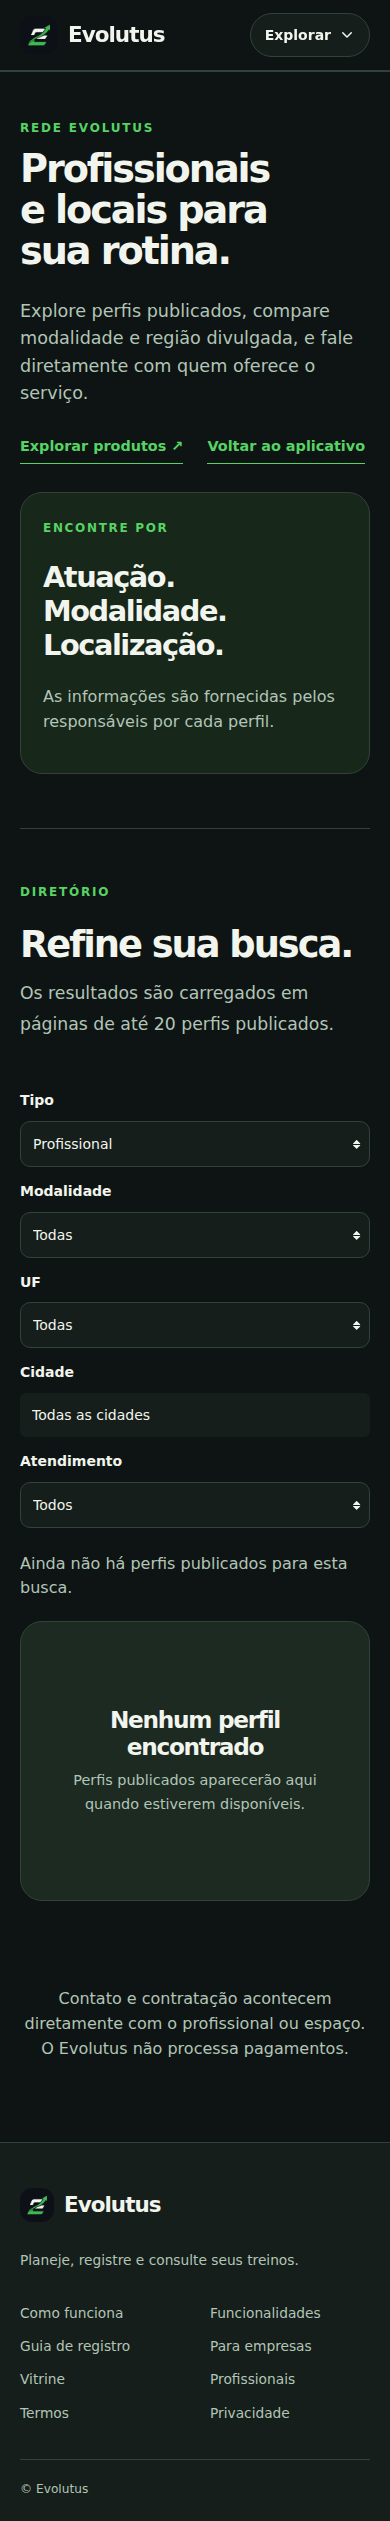 Evolutus
Explorar
REDE EVOLUTUS
Profissionais
e locais para
sua rotina.
Explore perfis publicados, compare
modalidade e região divulgada, e fale
diretamente com quem oferece o
serviço.
Explorar produtos ↗ Voltar ao aplicativo
ENCONTRE POR
Atuação.
Modalidade.
Localização.
As informações são fornecidas pelos
responsáveis por cada perfil.
DIRETÓRIO
Refine sua busca.
Os resultados são carregados em
páginas de até 20 perfis publicados.
Tipo
Profissional
Modalidade
Todas
UF
Todas
Cidade
Todas as cidades
Atendimento
Todos
Ainda não há perfis publicados para esta
busca.
Nenhum perfil
encontrado
Perfis publicados aparecerão aqui
quando estiverem disponíveis.
Contato e contratação acontecem
diretamente com o profissional ou espaço.
O Evolutus não processa pagamentos.
Evolutus
Planeje, registre e consulte seus treinos.
Como funciona Funcionalidades
Guia de registro Para empresas
Vitrine Profissionais
Termos Privacidade
© Evolutus